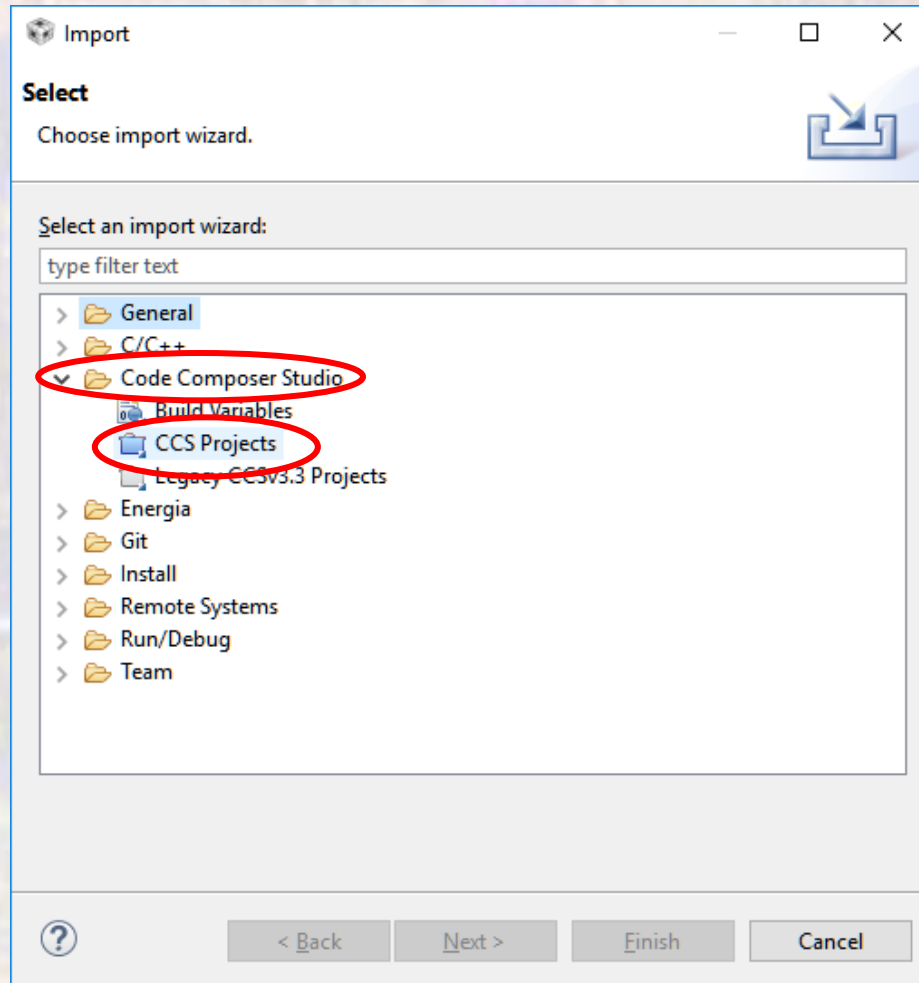 Import
Select
Choose import wizard.
Select an import wizard:
type filter text
General
C/C++
Code Composer Studio
Build Variables
CCS Projects
Legacy CCSv3.3 Projects
Energia
Git
Install
Remote Systems
Run/Debug
Team
< Back Next > Finish Cancel